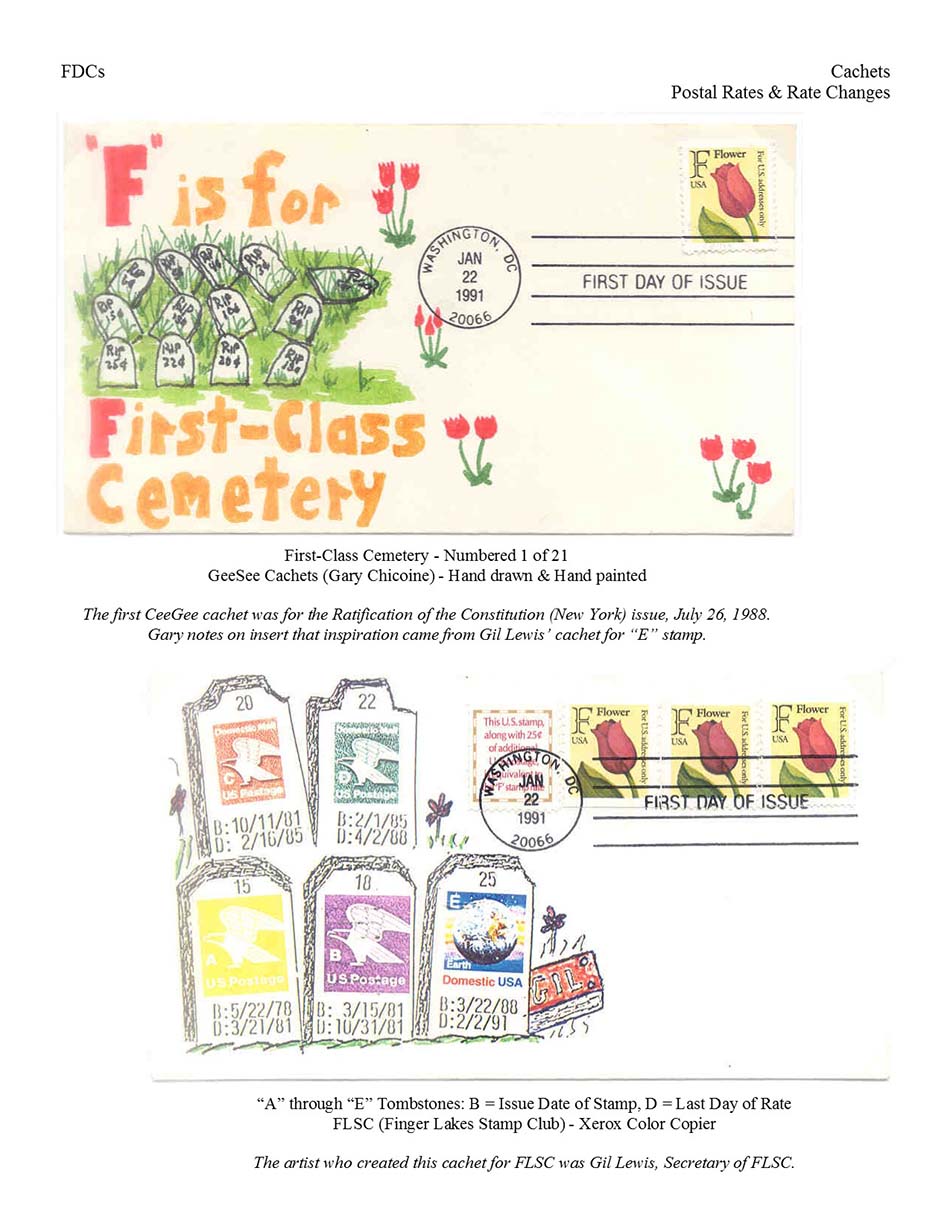 FDCs
Cachets
Postal Rates & Rate Changes
"F" is for
F Flower
USA
For U.S. addresses only
WASHINGTON, DC
JAN
22
1991
20066
FIRST DAY OF ISSUE
RIP
RIP
RIP
RIP
RIP
RIP 15¢
RIP
RIP
RIP
RIP 25¢
RIP 22¢
RIP 20¢
RIP 18¢
First-Class
Cemetery
First-Class Cemetery - Numbered 1 of 21
GeeSee Cachets (Gary Chicoine) - Hand drawn & Hand painted
The first CeeGee cachet was for the Ratification of the Constitution (New York) issue, July 26, 1988.
Gary notes on insert that inspiration came from Gil Lewis’ cachet for “E” stamp.
20
Domestic Mail
C
US Postage
B:10/11/81
D: 2/16/85
22
Domestic Mail
D
US Postage
B:2/1/85
D:4/2/88
This U.S. stamp,
along with 25¢
of additional
"F" stamp rate
F Flower
USA
For U.S. addresses only
F Flower
USA
For U.S. addresses only
F Flower
USA
For U.S. addresses only
WASHINGTON, DC
JAN
22
1991
20066
FIRST DAY OF ISSUE
15
A
US Postage
B:5/22/78
D:3/21/81
18
B
US Postage
B: 3/15/81
D:10/31/81
25
E
Earth
Domestic USA
B:3/22/88
D:2/2/91
GIL
“A” through “E” Tombstones: B = Issue Date of Stamp, D = Last Day of Rate
FLSC (Finger Lakes Stamp Club) - Xerox Color Copier
The artist who created this cachet for FLSC was Gil Lewis, Secretary of FLSC.